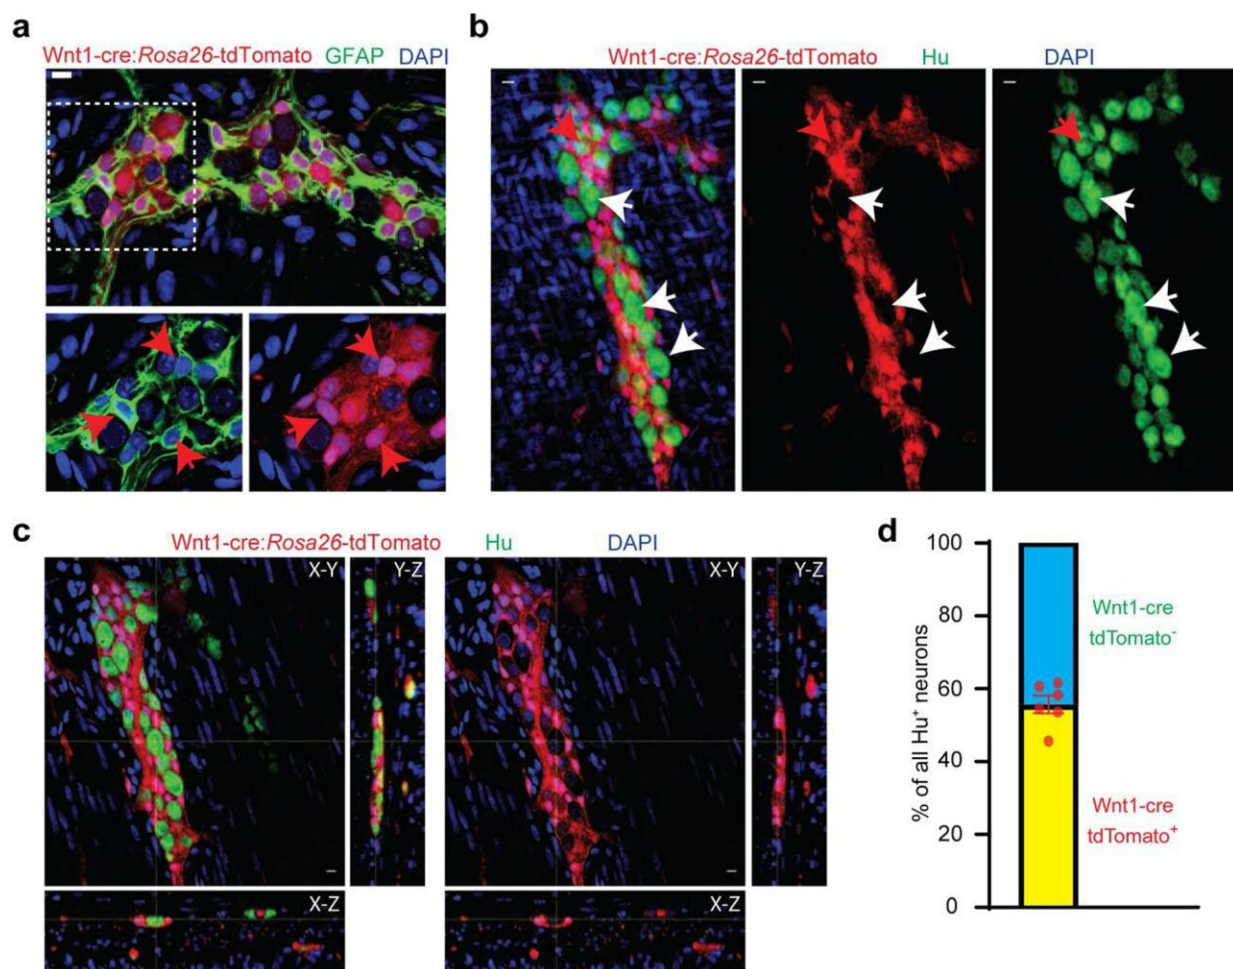 a
Wnt1-cre:Rosa26-tdTomato GFAP DAPI
b
Wnt1-cre:Rosa26-tdTomato Hu DAPI
c
Wnt1-cre:Rosa26-tdTomato Hu DAPI
X-Y
Y-Z
X-Y
Y-Z
X-Z
X-Z
d
% of all Hu⁺ neurons
100
80
60
40
20
0
Wnt1-cre
tdTomato⁻
Wnt1-cre
tdTomato⁺